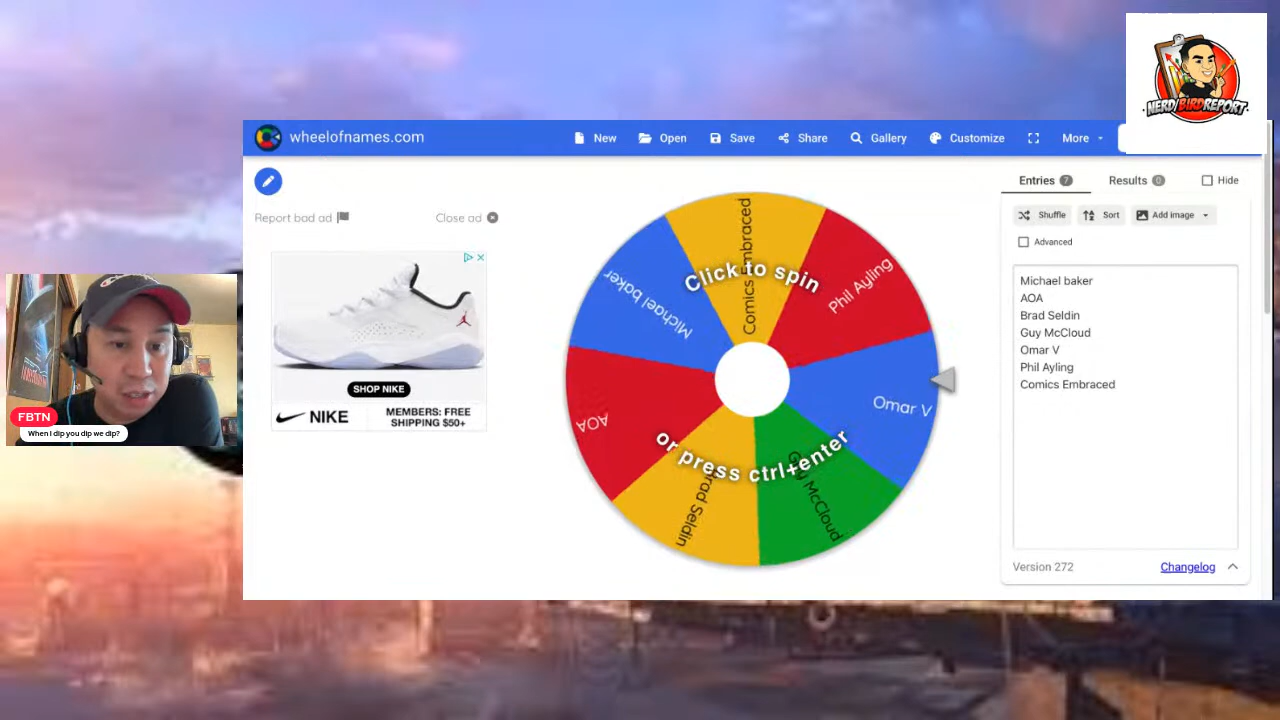 NERD/BIRDREPORT
wheelofnames.com
New
Open
Save
Share
Gallery
Customize
More
Report bad ad
Close ad
SHOP NIKE
NIKE
MEMBERS: FREE
SHIPPING $50+
Click to spin
or press ctrl+enter
Comics Embraced
Phil Ayling
Omar V
Guy McCloud
Brad Seldin
AOA
Michael baker
Entries 7
Results 0
Hide
Shuffle
Sort
Add image
Advanced
Michael baker
AOA
Brad Seldin
Guy McCloud
Omar V
Phil Ayling
Comics Embraced
Version 272
Changelog
FBTN
When I dip you dip we dip?